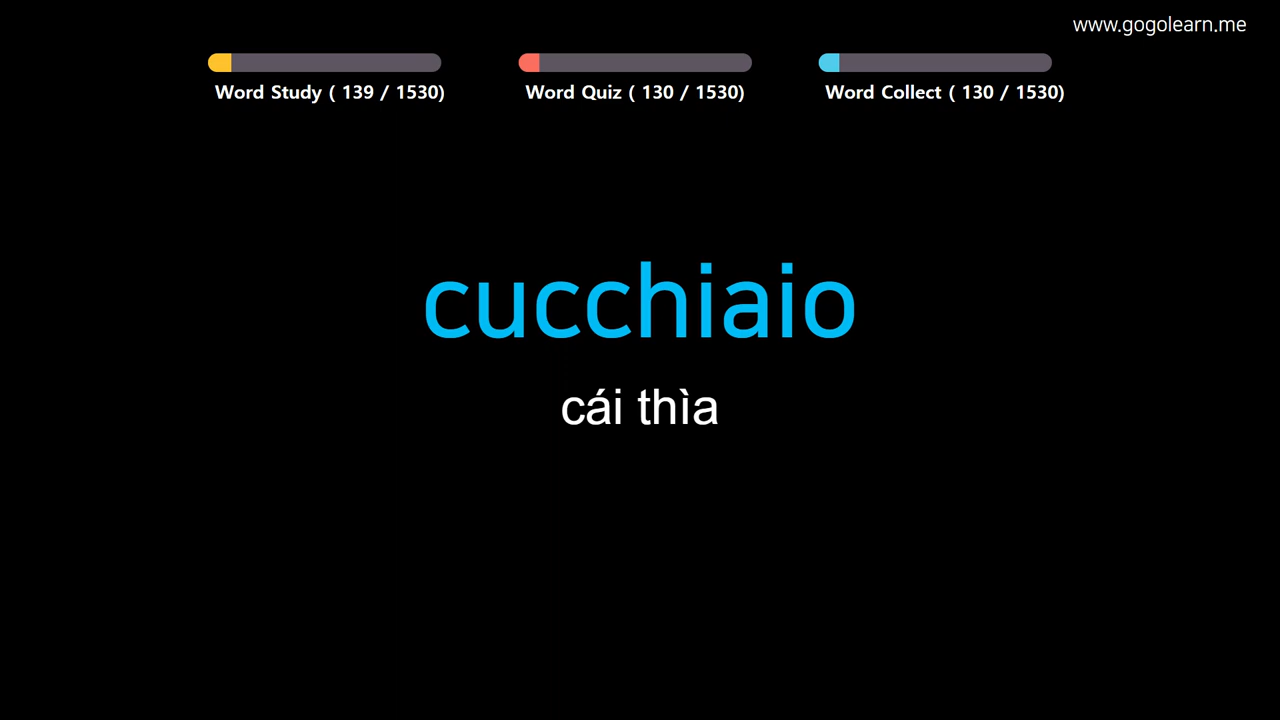 www.gogolearn.me
Word Study ( 139 / 1530)
Word Quiz ( 130 / 1530)
Word Collect ( 130 / 1530)
cucchiaio
cái thìa